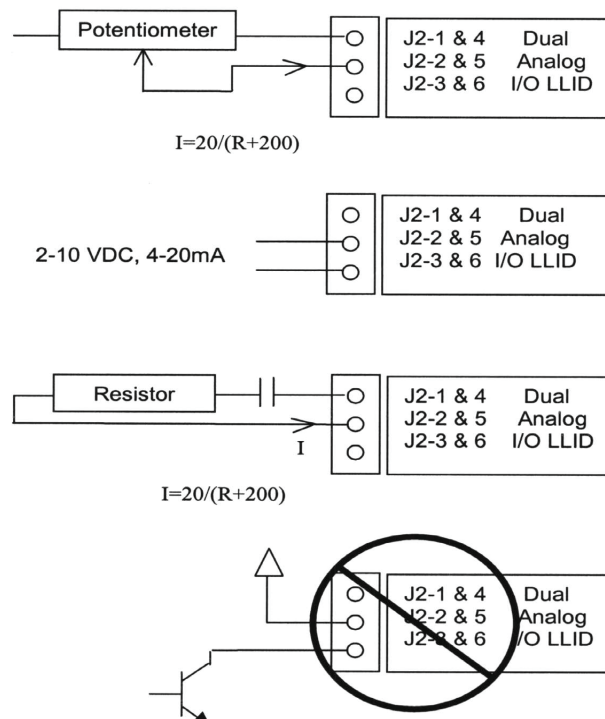 Potentiometer
J2-1 & 4 Dual
J2-2 & 5 Analog
J2-3 & 6 I/O LLID
I=20/(R+200)
J2-1 & 4 Dual
J2-2 & 5 Analog
J2-3 & 6 I/O LLID
2-10 VDC, 4-20mA
Resistor
J2-1 & 4 Dual
J2-2 & 5 Analog
J2-3 & 6 I/O LLID
I
I=20/(R+200)
J2-1 & 4 Dual
J2-2 & 5 Analog
J2-3 & 6 I/O LLID